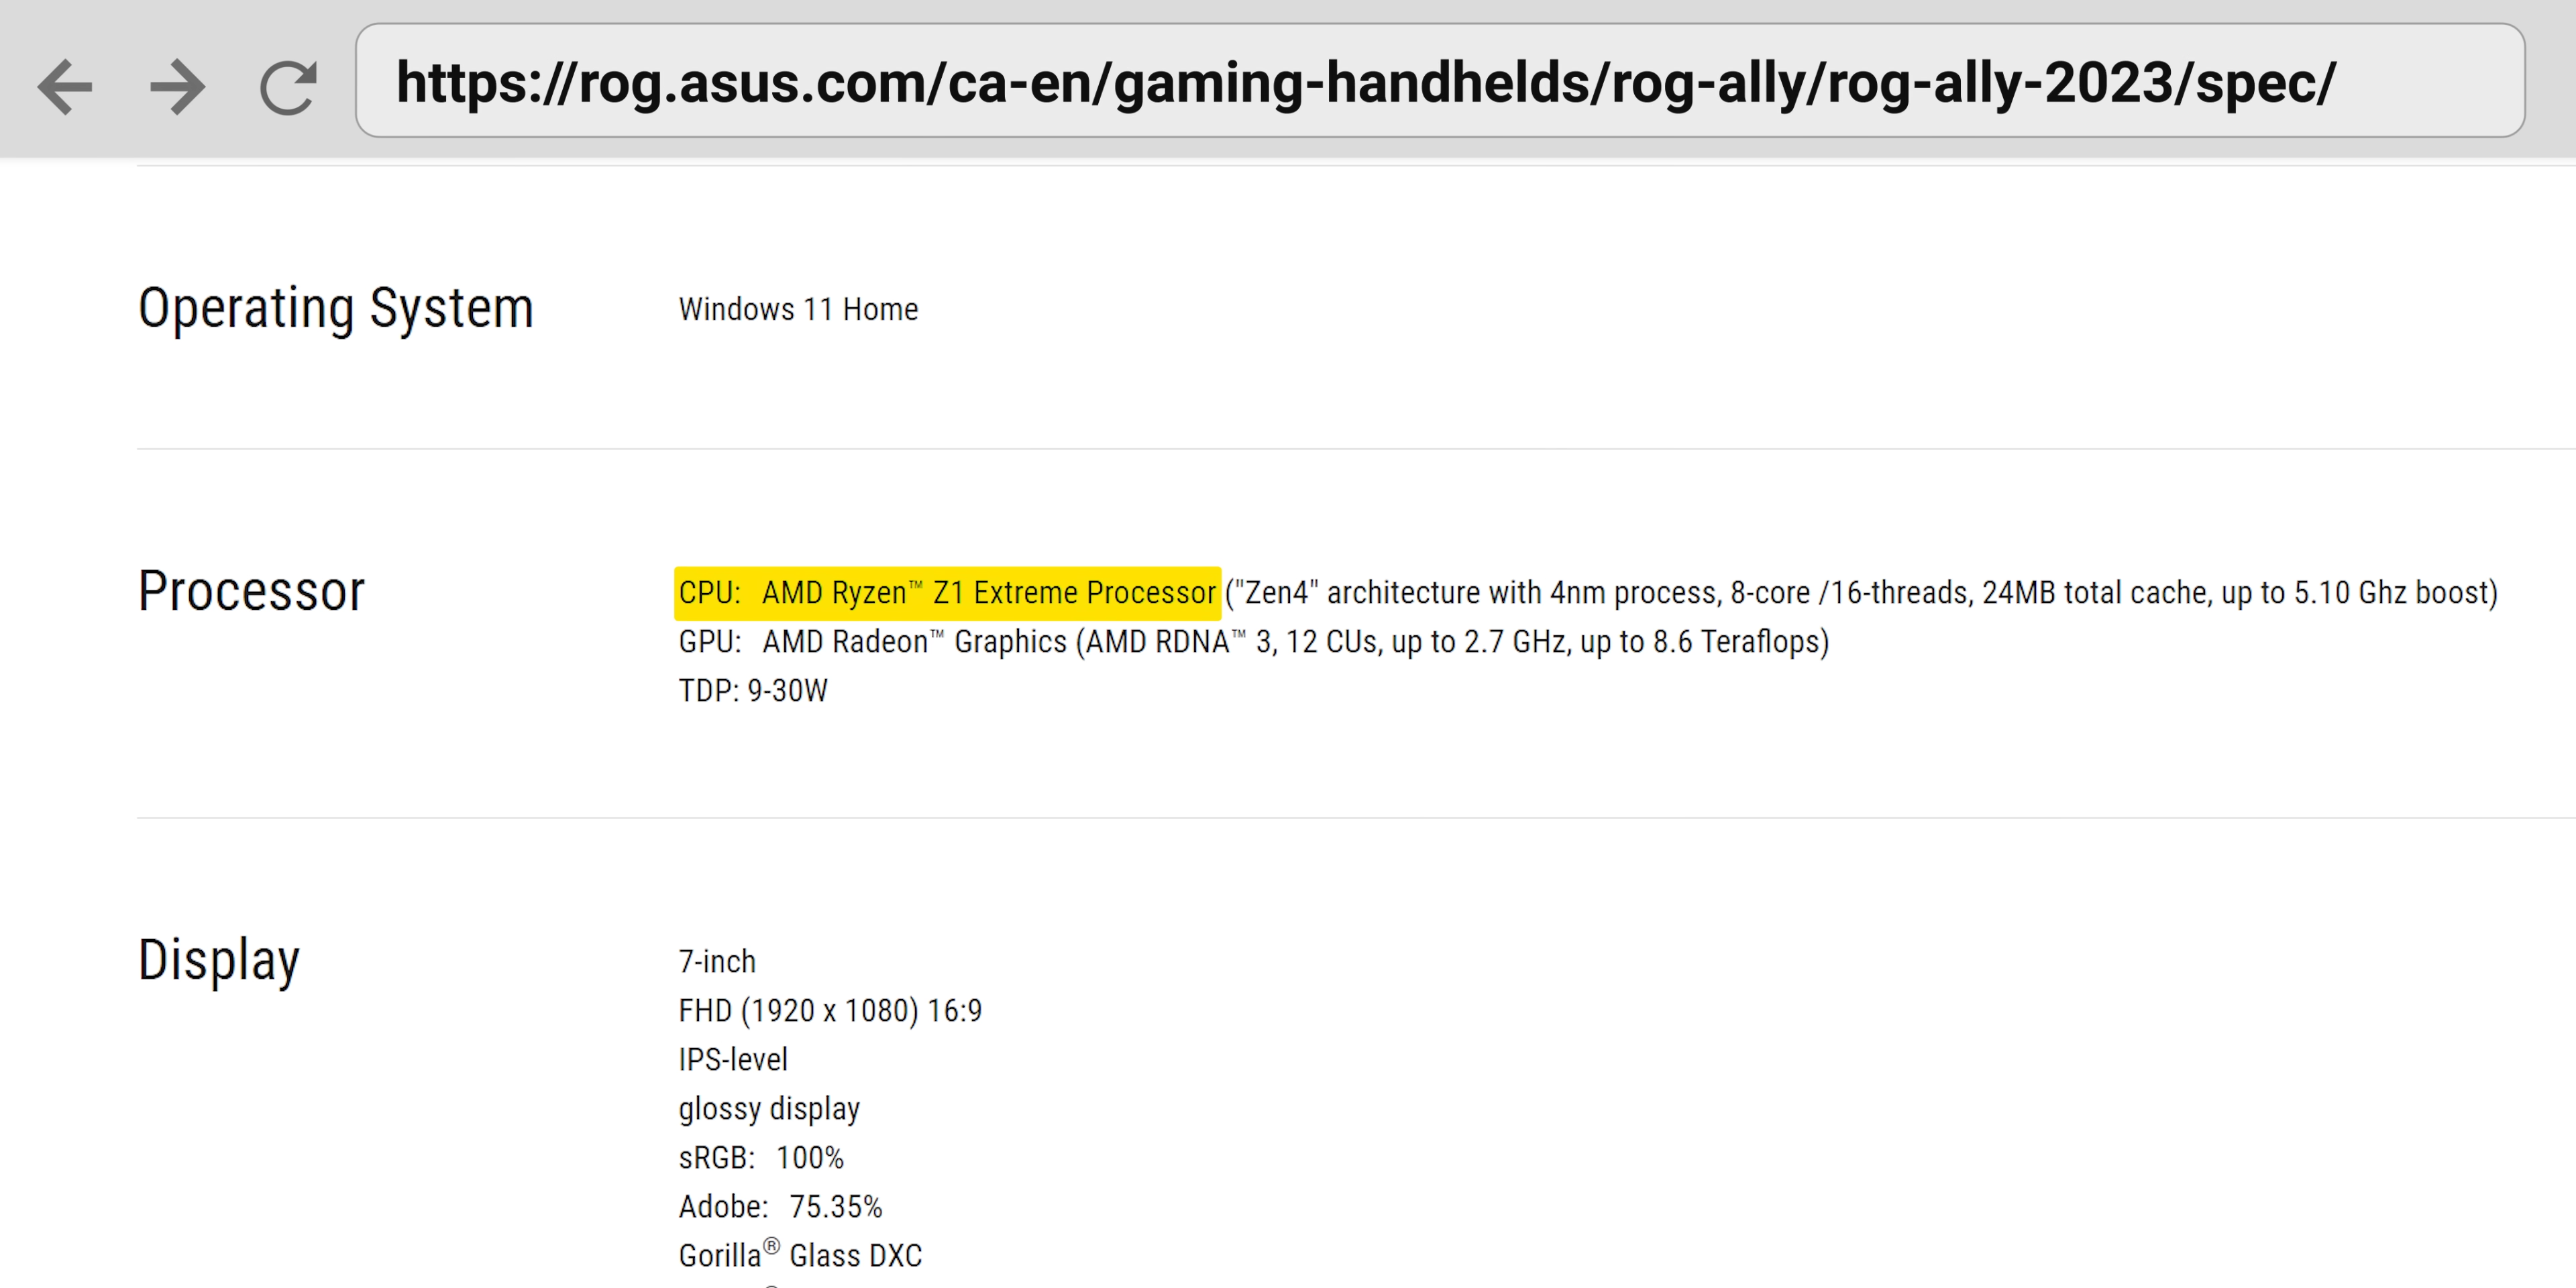 https://rog.asus.com/ca-en/gaming-handhelds/rog-ally/rog-ally-2023/spec/
Operating System
Windows 11 Home
Processor
CPU: AMD Ryzen™ Z1 Extreme Processor ("Zen4" architecture with 4nm process, 8-core /16-threads, 24MB total cache, up to 5.10 Ghz boost)
GPU: AMD Radeon™ Graphics (AMD RDNA™ 3, 12 CUs, up to 2.7 GHz, up to 8.6 Teraflops)
TDP: 9-30W
Display
7-inch
FHD (1920 x 1080) 16:9
IPS-level
glossy display
sRGB: 100%
Adobe: 75.35%
Gorilla® Glass DXC